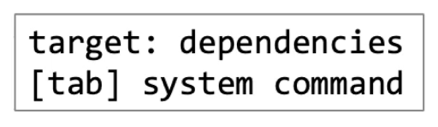 target: dependencies
[tab] system command